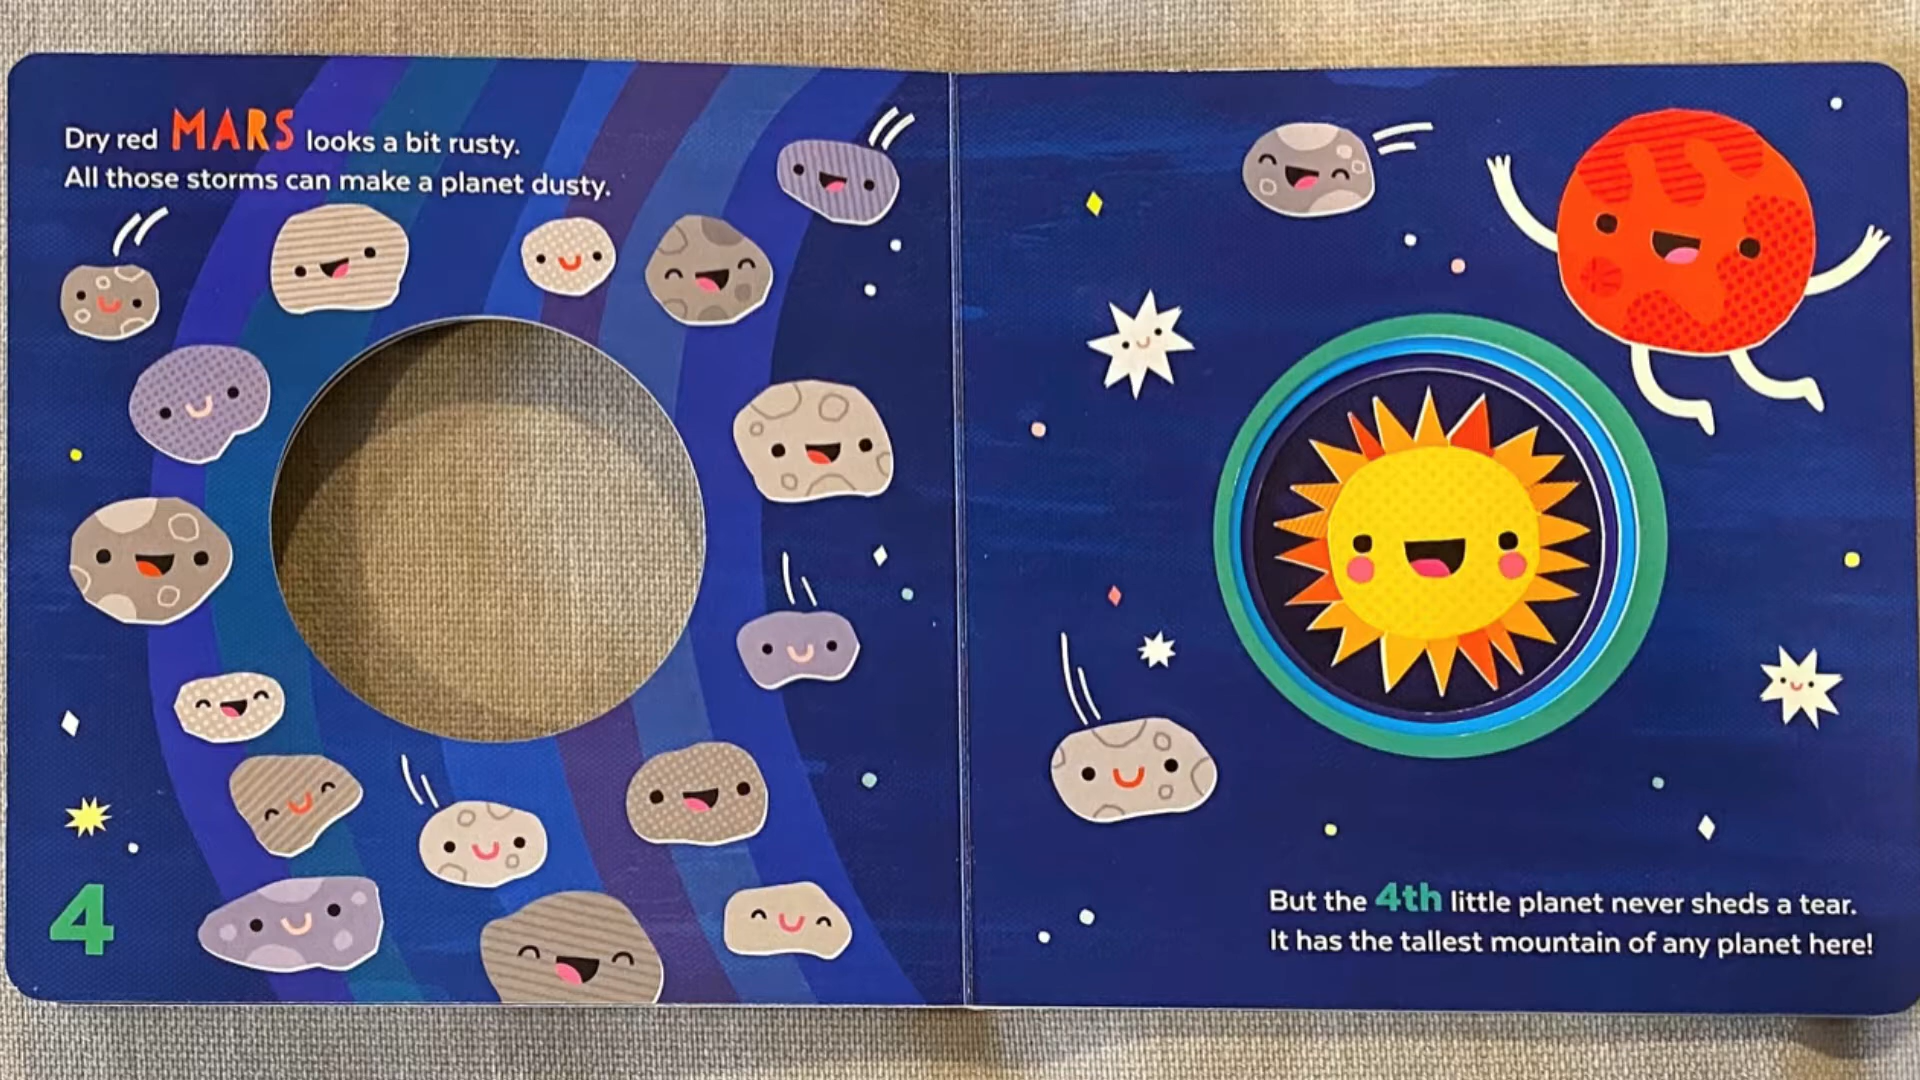 Dry red MARS looks a bit rusty.
All those storms can make a planet dusty.
4
But the 4th little planet never sheds a tear.
It has the tallest mountain of any planet here!